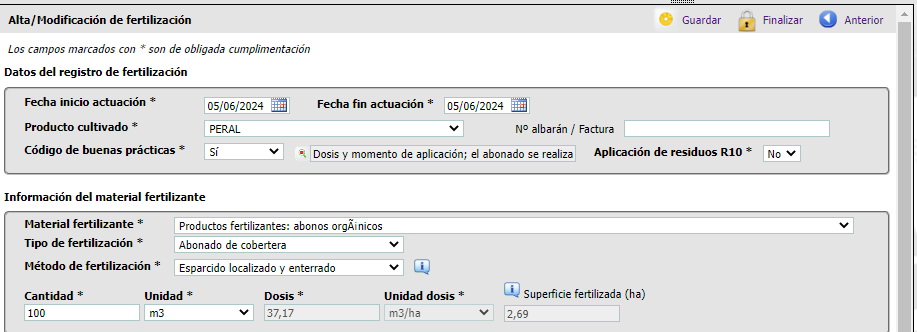 Alta/Modificación de fertilización Guardar Finalizar Anterior
Los campos marcados con * son de obligada cumplimentación
Datos del registro de fertilización
Fecha inicio actuación * 05/06/2024 Fecha fin actuación * 05/06/2024
Producto cultivado * PERAL Nº albarán / Factura
Código de buenas prácticas * Sí Dosis y momento de aplicación; el abonado se realiza Aplicación de residuos R10 * No
Información del material fertilizante
Material fertilizante * Productos fertilizantes: abonos orgÃ¡nicos
Tipo de fertilización * Abonado de cobertera
Método de fertilización * Esparcido localizado y enterrado
Cantidad * Unidad * Dosis * Unidad dosis * Superficie fertilizada (ha)
100 m3 37,17 m3/ha 2,69